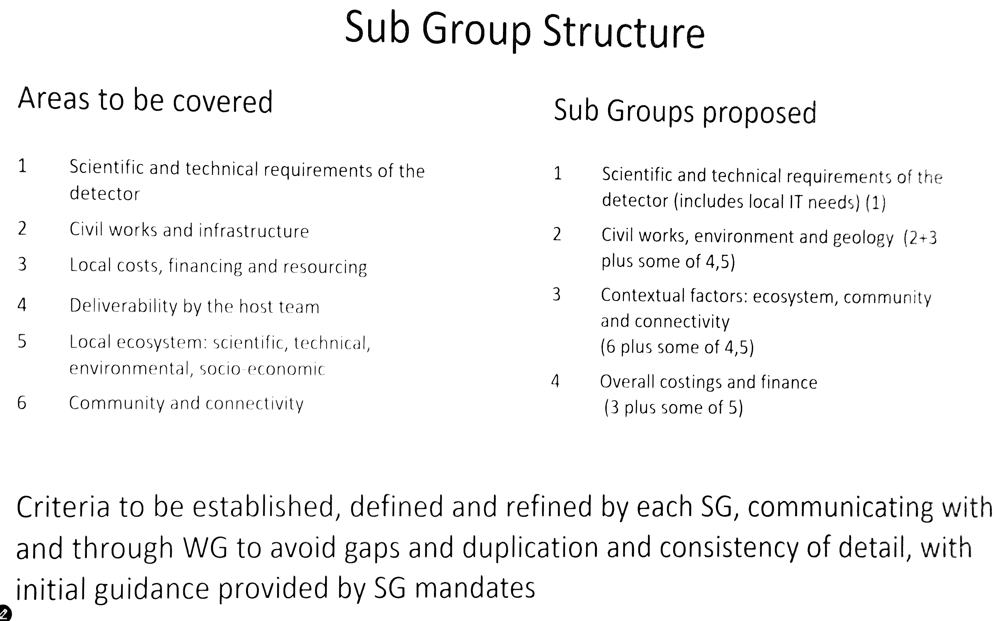 Sub Group Structure
Areas to be covered
1 Scientific and technical requirements of the
detector
2 Civil works and infrastructure
3 Local costs, financing and resourcing
4 Deliverability by the host team
5 Local ecosystem: scientific, technical,
environmental, socio-economic
6 Community and connectivity
Sub Groups proposed
1 Scientific and technical requirements of the
detector (includes local IT needs) (1)
2 Civil works, environment and geology (2+3
plus some of 4,5)
3 Contextual factors: ecosystem, community
and connectivity
(6 plus some of 4,5)
4 Overall costings and finance
(3 plus some of 5)
Criteria to be established, defined and refined by each SG, communicating with
and through WG to avoid gaps and duplication and consistency of detail, with
initial guidance provided by SG mandates